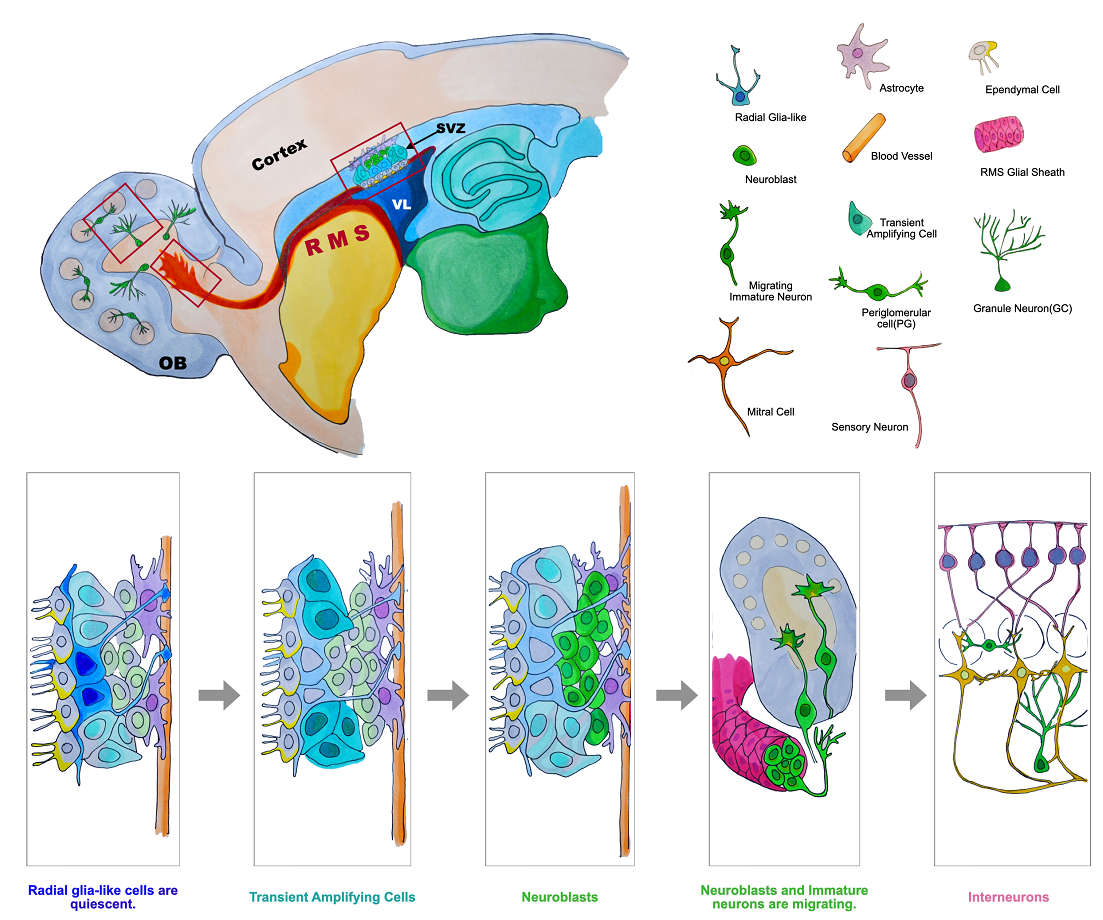 Cortex
SVZ
VL
RMS
OB
Radial Glia-like
Astrocyte
Ependymal Cell
Neuroblast
Blood Vessel
RMS Glial Sheath
Migrating
Immature Neuron
Transient
Amplifying Cell
Periglomerular
cell(PG)
Granule Neuron(GC)
Mitral Cell
Sensory Neuron
Radial glia-like cells are
quiescent.
Transient Amplifying Cells
Neuroblasts
Neuroblasts and Immature
neurons are migrating.
Interneurons